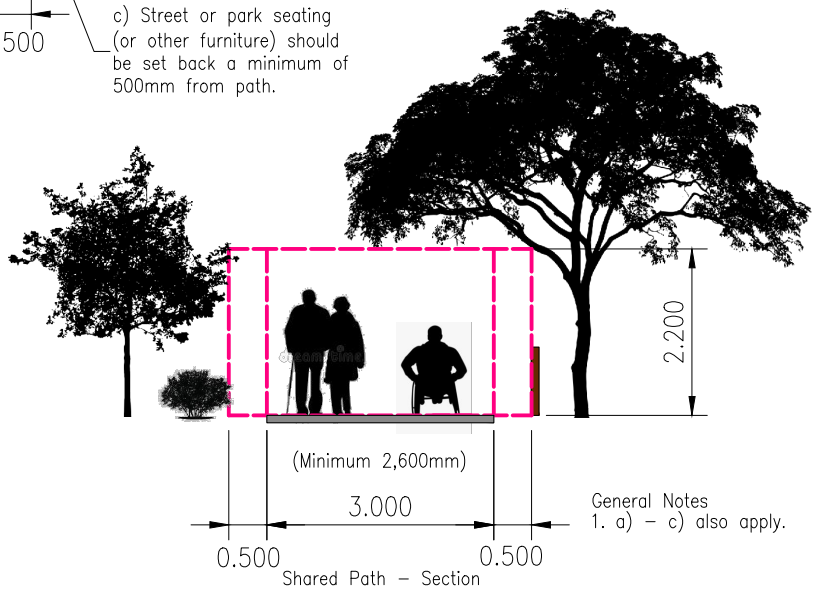 c) Street or park seating
(or other furniture) should
be set back a minimum of
500mm from path.
500
dreamstime
2.200
(Minimum 2,600mm)
3.000
General Notes
1. a) – c) also apply.
0.500
0.500
Shared Path – Section